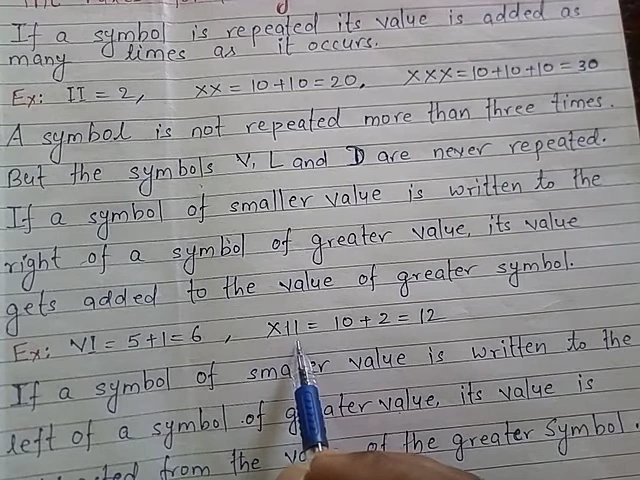 If a symbol is repeated its value is added as
many times as it occurs.
Ex: II = 2, XX = 10+10 = 20, XXX = 10+10+10 = 30
A symbol is not repeated more than three times.
But the symbols V, L and D are never repeated.
If a symbol of smaller value is written to the
right of a symbol of greater value, its value
gets added to the value of greater symbol.
Ex: VI = 5+1 = 6, XII = 10 + 2 = 12
If a symbol of value is written to the
left of a symbol of value, its value is
from the of the greater symbol.